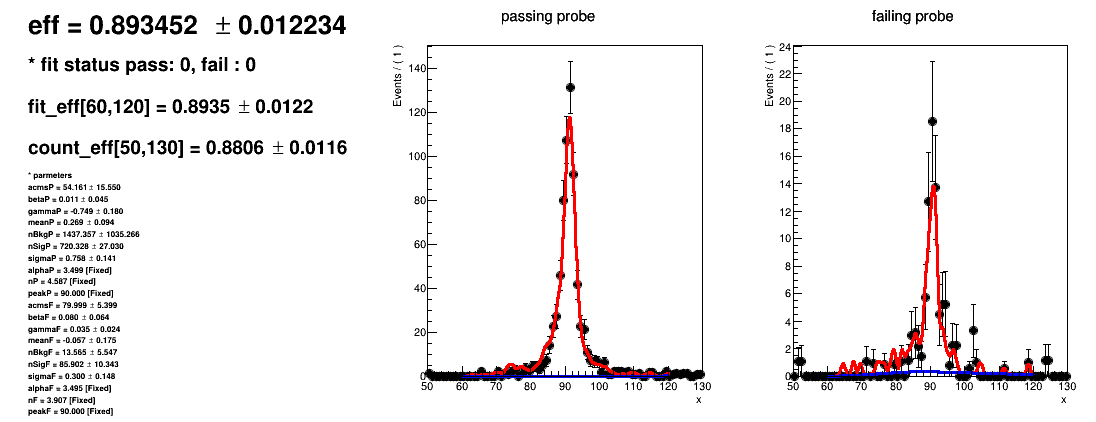 eff = 0.893452 ± 0.012234
* fit status pass: 0, fail : 0
fit_eff[60,120] = 0.8935 ± 0.0122
count_eff[50,130] = 0.8806 ± 0.0116
* parmeters
acmsP = 54.161 ± 15.550
betaP = 0.011 ± 0.045
gammaP = -0.749 ± 0.180
meanP = 0.269 ± 0.094
nBkgP = 1437.357 ± 1035.266
nSigP = 720.328 ± 27.030
sigmaP = 0.758 ± 0.141
alphaP = 3.499 [Fixed]
nP = 4.587 [Fixed]
peakP = 90.000 [Fixed]
acmsF = 79.999 ± 5.399
betaF = 0.080 ± 0.064
gammaF = 0.035 ± 0.024
meanF = -0.057 ± 0.175
nBkgF = 13.565 ± 5.547
nSigF = 85.902 ± 10.343
sigmaF = 0.300 ± 0.148
alphaF = 3.495 [Fixed]
nF = 3.907 [Fixed]
peakF = 90.000 [Fixed]
passing probe
Events / ( 1 )
140
120
100
80
60
40
20
0
50 60 70 80 90 100 110 120 130
x
failing probe
Events / ( 1 )
24
22
20
18
16
14
12
10
8
6
4
2
0
50 60 70 80 90 100 110 120 130
x